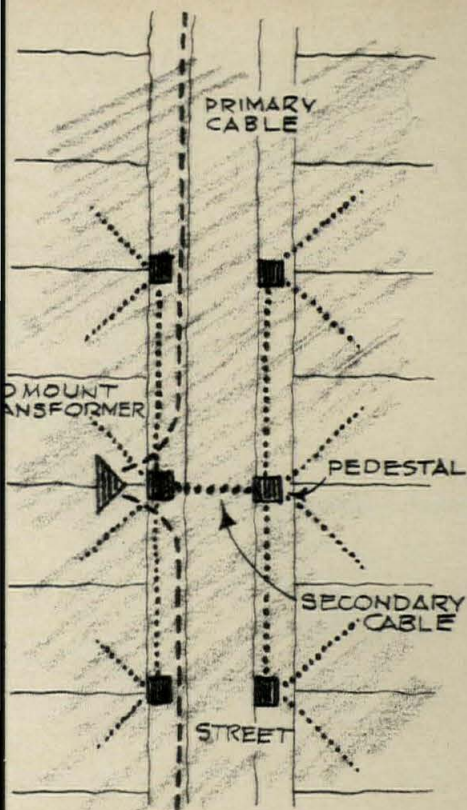 PRIMARY
CABLE
D MOUNT
ANSFORMER
PEDESTAL
SECONDARY
CABLE
STREET